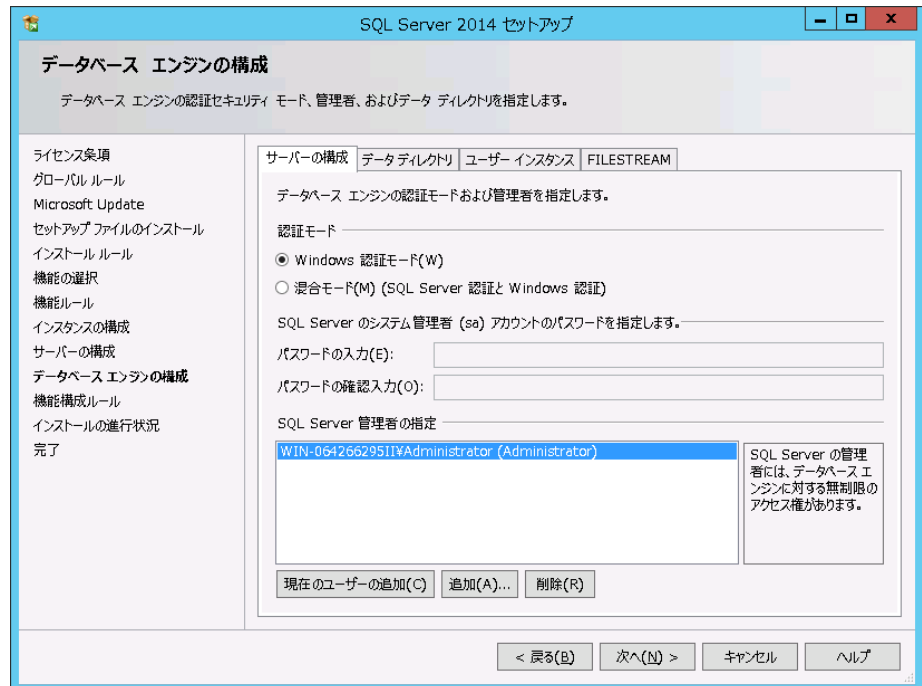 SQL Server 2014 セットアップ
データベース エンジンの構成
データベース エンジンの認証セキュリティ モード、管理者、およびデータ ディレクトリを指定します。
ライセンス条項
グローバル ルール
Microsoft Update
セットアップ ファイルのインストール
インストール ルール
機能の選択
機能ルール
インスタンスの構成
サーバーの構成
データベース エンジンの構成
機能構成ルール
インストールの進行状況
完了
サーバーの構成 データ ディレクトリ ユーザー インスタンス FILESTREAM
データベース エンジンの認証モードおよび管理者を指定します。
認証モード
Windows 認証モード(W)
混合モード(M) (SQL Server 認証と Windows 認証)
SQL Server のシステム管理者 (sa) アカウントのパスワードを指定します。
パスワードの入力(E):
パスワードの確認入力(O):
SQL Server 管理者の指定
WIN-064266295II¥Administrator (Administrator)
SQL Server の管理
者には、データベース エ
ンジンに対する無制限の
アクセス権があります。
現在のユーザーの追加(C) 追加(A)... 削除(R)
< 戻る(B) 次へ(N) > キャンセル ヘルプ